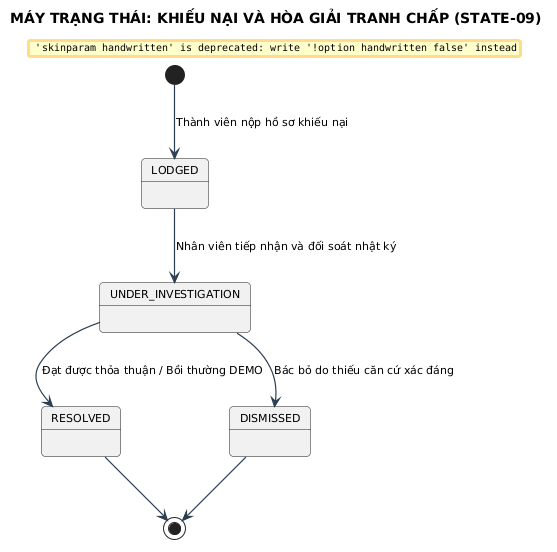 MÁY TRẠNG THÁI: KHIẾU NẠI VÀ HÒA GIẢI TRANH CHẤP (STATE-09)
'skinparam handwritten' is deprecated: write '!option handwritten false' instead
Thành viên nộp hồ sơ khiếu nại
LODGED
Nhân viên tiếp nhận và đối soát nhật ký
UNDER_INVESTIGATION
Đạt được thỏa thuận / Bồi thường DEMO
Bác bỏ do thiếu căn cứ xác đáng
RESOLVED
DISMISSED